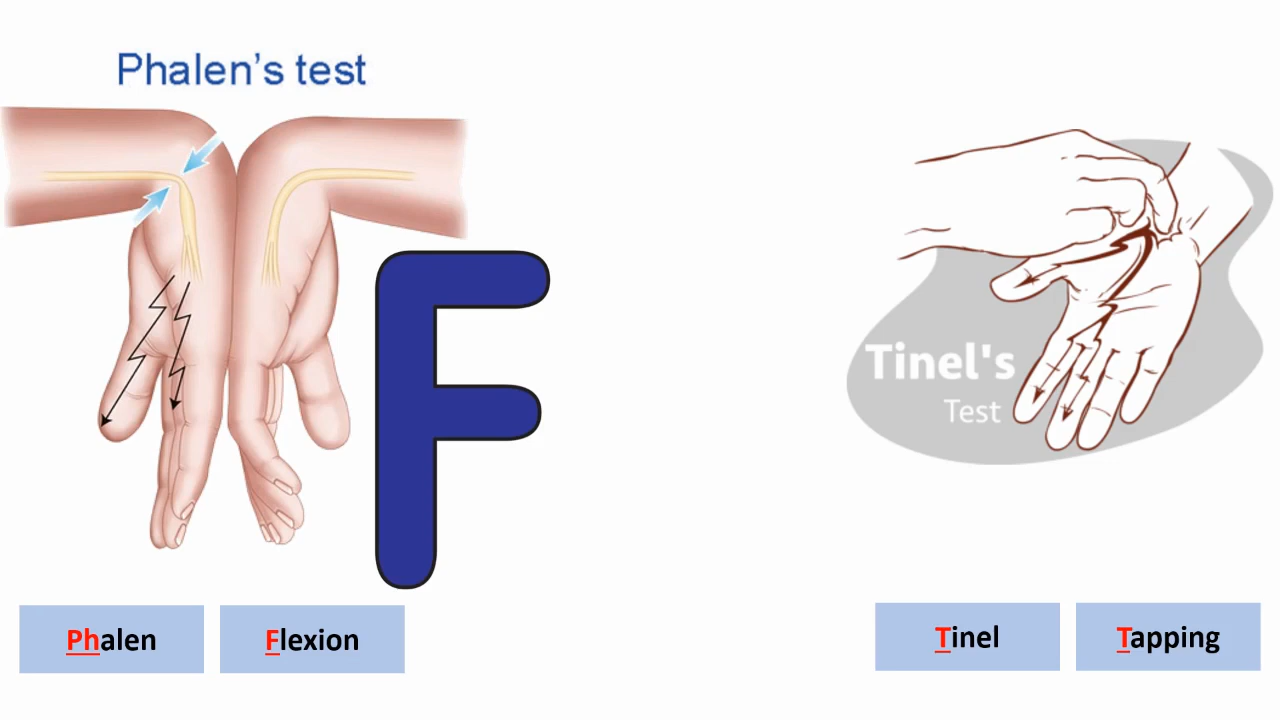 Phalen's test
F
Tinel's
Test
Phalen
Flexion
Tinel
Tapping